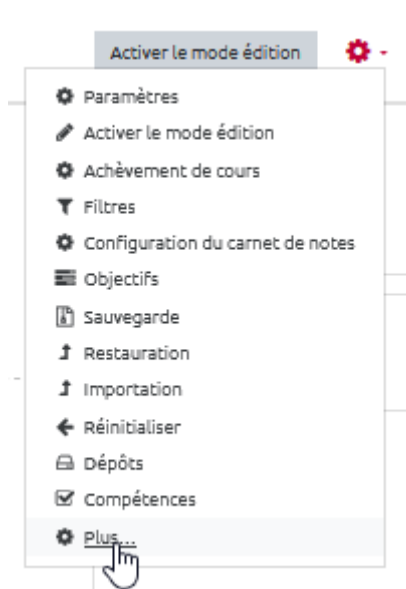 Activer le mode édition
Paramètres
Activer le mode édition
Achèvement de cours
Filtres
Configuration du carnet de notes
Objectifs
Sauvegarde
Restauration
Importation
Réinitialiser
Dépôts
Compétences
Plus...